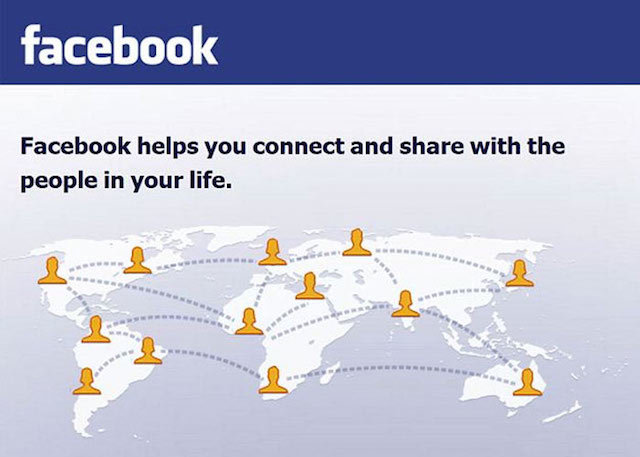 facebook
Facebook helps you connect and share with the
people in your life.